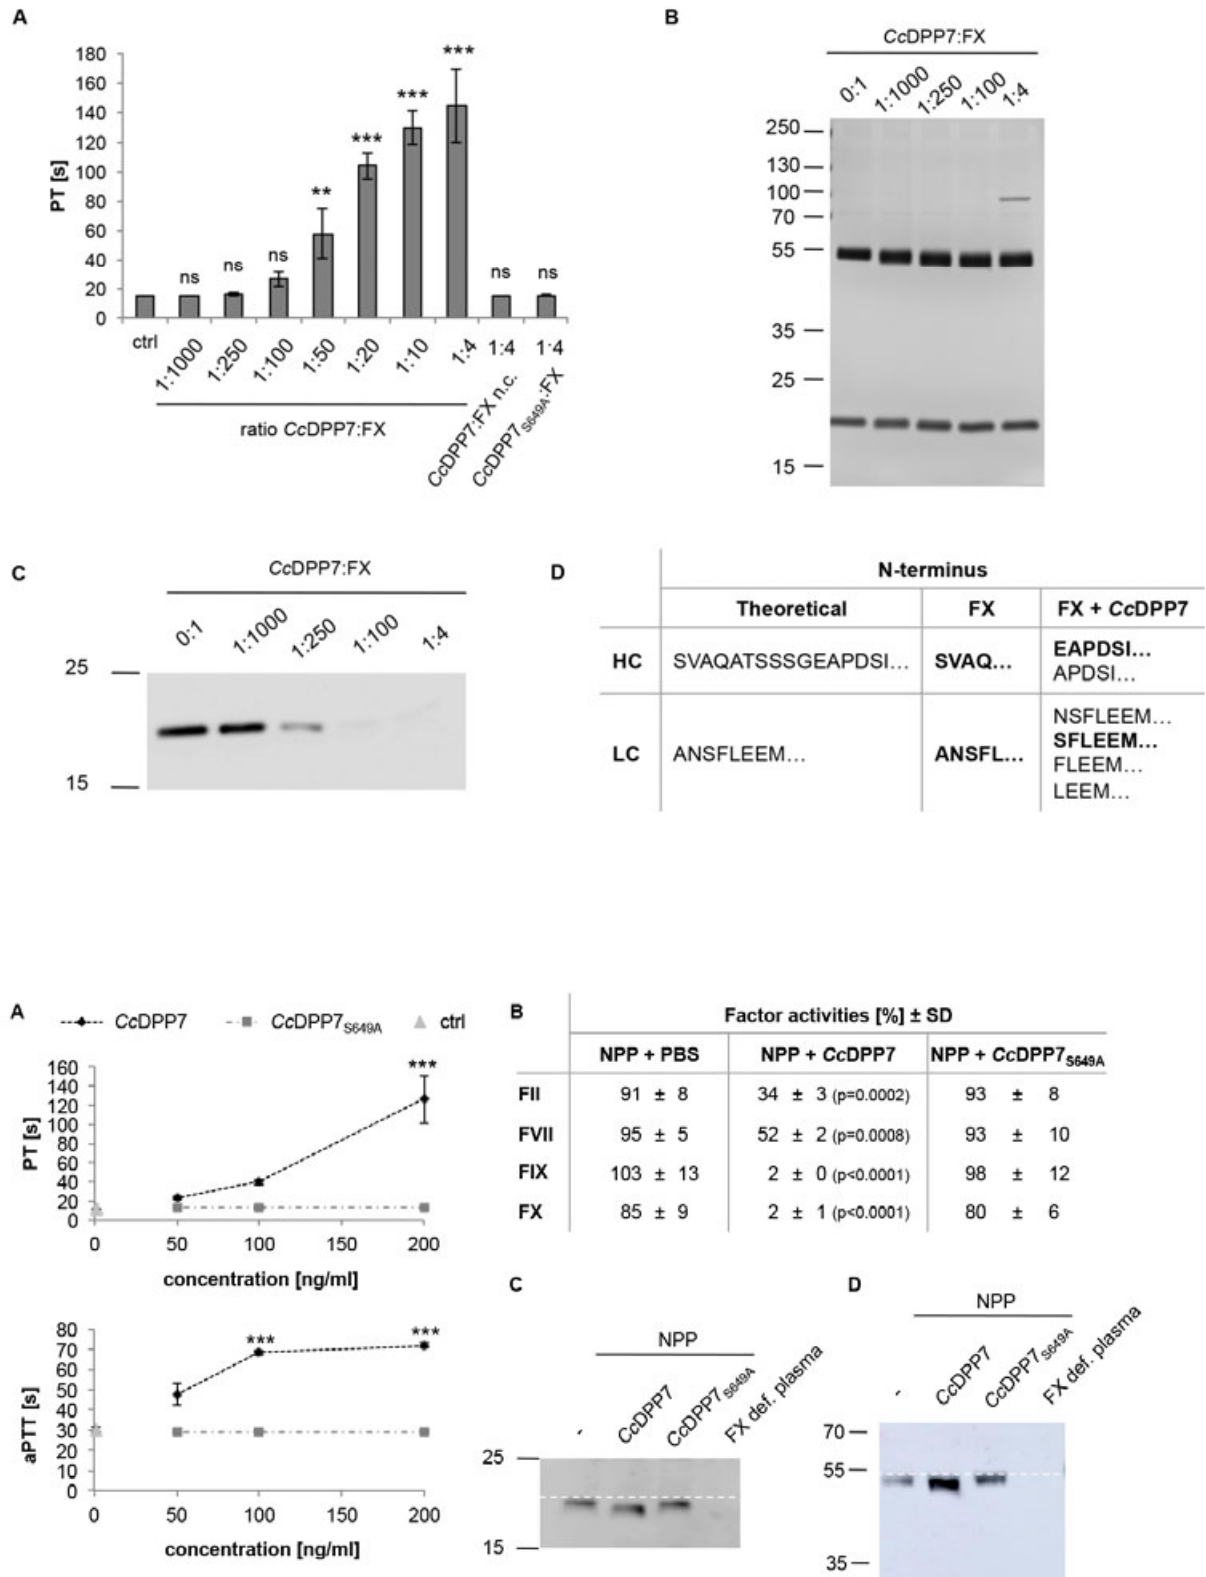 A
180
160
140
120
100
80
60
40
20
0
PT [s]
ns
ns
ns
**
***
***
***
ns
ns
ctrl
1:1000
1:250
1:100
1:50
1:20
1:10
1:4
1:4
1:4
ratio CcDPP7:FX
CcDPP7:FX n.c.
CcDPP7S649A:FX
B
CcDPP7:FX
0:1
1:1000
1:250
1:100
1:4
250
130
100
70
55
35
25
15
C
CcDPP7:FX
0:1
1:1000
1:250
1:100
1:4
25
15
D
N-terminus
Theoretical FX FX + CcDPP7
HC SVAQATSSSGEAPDSI... SVAQ... EAPDSI...
APDSI...
LC ANSFLEEM... ANSFL... NSFLEEM...
SFLEEM...
FLEEM...
LEEM...
A
CcDPP7 CcDPP7S649A ctrl
160
140
120
100
80
60
40
20
0
PT [s]
***
0 50 100 150 200
concentration [ng/ml]
80
70
60
50
40
30
20
10
0
aPTT [s]
***
***
0 50 100 150 200
concentration [ng/ml]
B
Factor activities [%] ± SD
NPP + PBS NPP + CcDPP7 NPP + CcDPP7S649A
FII 91 ± 8 34 ± 3 (p=0.0002) 93 ± 8
FVII 95 ± 5 52 ± 2 (p=0.0008) 93 ± 10
FIX 103 ± 13 2 ± 0 (p<0.0001) 98 ± 12
FX 85 ± 9 2 ± 1 (p<0.0001) 80 ± 6
C
NPP
-
CcDPP7
CcDPP7S649A
FX def. plasma
25
15
D
NPP
-
CcDPP7
CcDPP7S649A
FX def. plasma
70
55
35